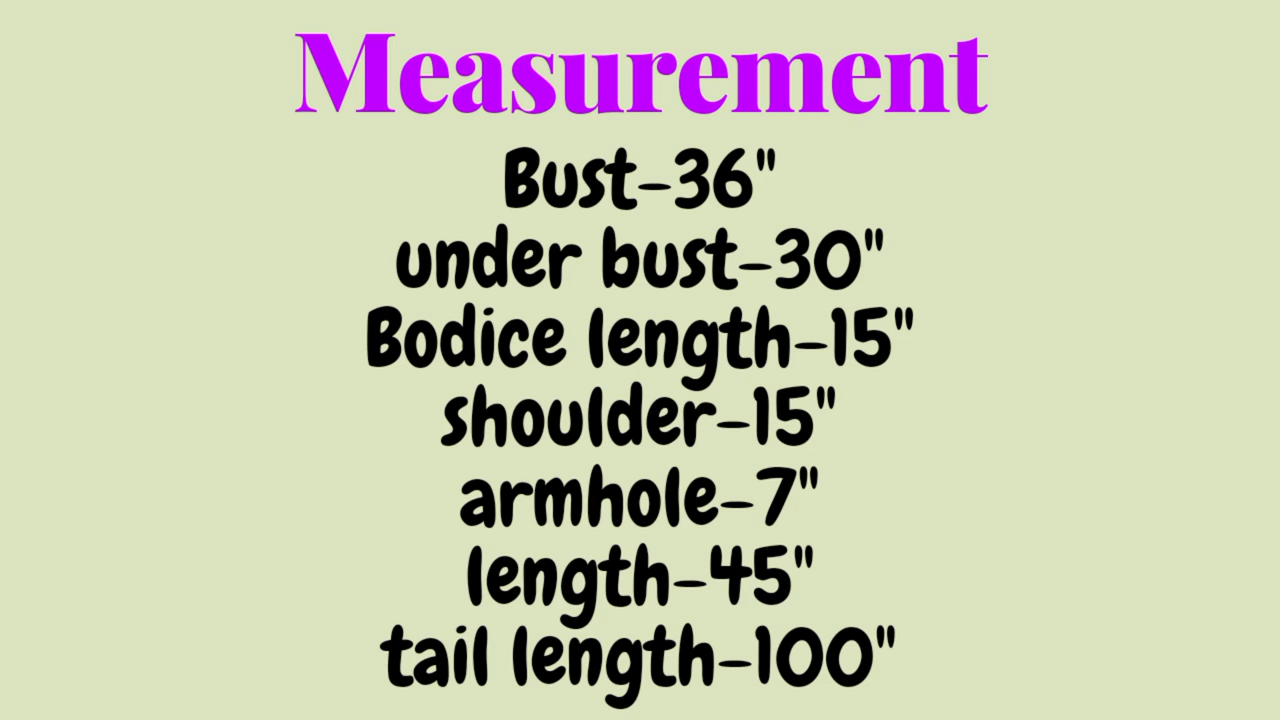 Measurement
Bust-36"
under bust-30"
Bodice length-15"
shoulder-15"
armhole-7"
length-45"
tail length-100"